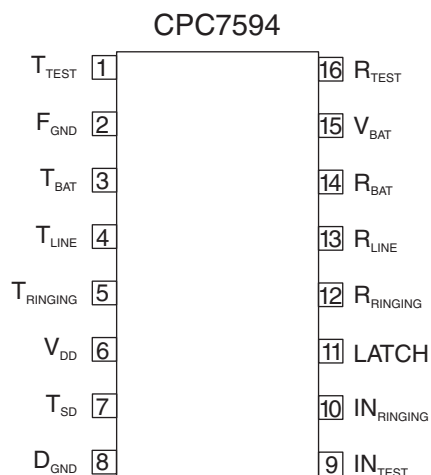 CPC7594
T_TEST 1 16 R_TEST
F_GND 2 15 V_BAT
T_BAT 3 14 R_BAT
T_LINE 4 13 R_LINE
T_RINGING 5 12 R_RINGING
V_DD 6 11 LATCH
T_SD 7 10 IN_RINGING
D_GND 8 9 IN_TEST